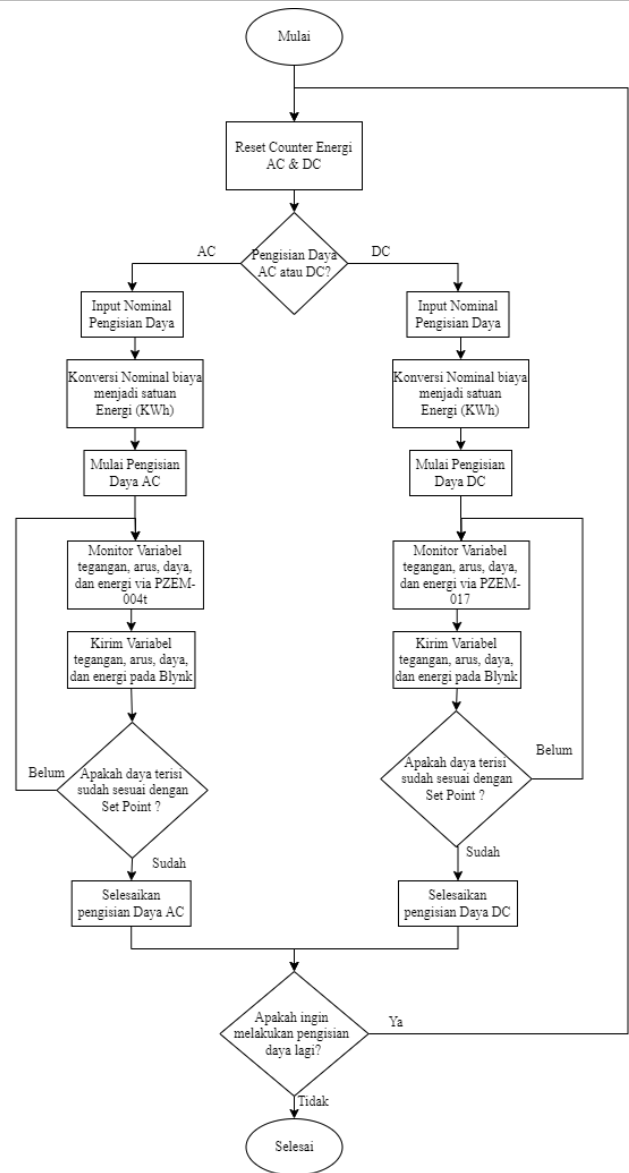 Mulai
Reset Counter Energi
AC & DC
AC
Pengisian Daya
AC atau DC?
DC
Input Nominal
Pengisian Daya
Konversi Nominal biaya
menjadi satuan
Energi (KWh)
Mulai Pengisian
Daya AC
Monitor Variabel
tegangan, arus, daya,
dan energi via PZEM-
004t
Kirim Variabel
tegangan, arus, daya,
dan energi pada Blynk
Belum
Apakah daya terisi
sudah sesuai dengan
Set Point ?
Sudah
Selesaikan
pengisian Daya AC
Input Nominal
Pengisian Daya
Konversi Nominal biaya
menjadi satuan
Energi (KWh)
Mulai Pengisian
Daya DC
Monitor Variabel
tegangan, arus, daya,
dan energi via PZEM-
017
Kirim Variabel
tegangan, arus, daya,
dan energi pada Blynk
Belum
Apakah daya terisi
sudah sesuai dengan
Set Point ?
Sudah
Selesaikan
pengisian Daya DC
Apakah ingin
melakukan pengisian
daya lagi?
Ya
Tidak
Selesai